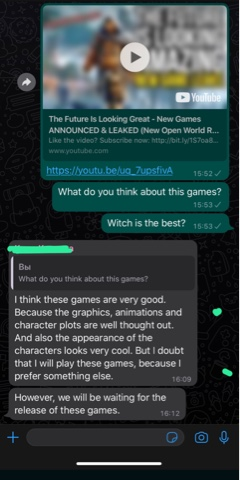 YouTube
The Future Is Looking Great - New Games
ANNOUNCED & LEAKED (New Open World R...
Like the video? Subscribe now: http://bit.ly/1S7oa8...
www.youtube.com
https://youtu.be/uq_7upsfivA
15:52
What do you think about this games?
15:53
Witch is the best?
15:53
Вы
What do you think about this games?
I think these games are very good.
Because the graphics, animations and
character plots are well thought out.
And also the appearance of the
characters looks very cool. But I doubt
that I will play these games, because I
prefer something else.
16:09
However, we will be waiting for the
release of these games.
16:12